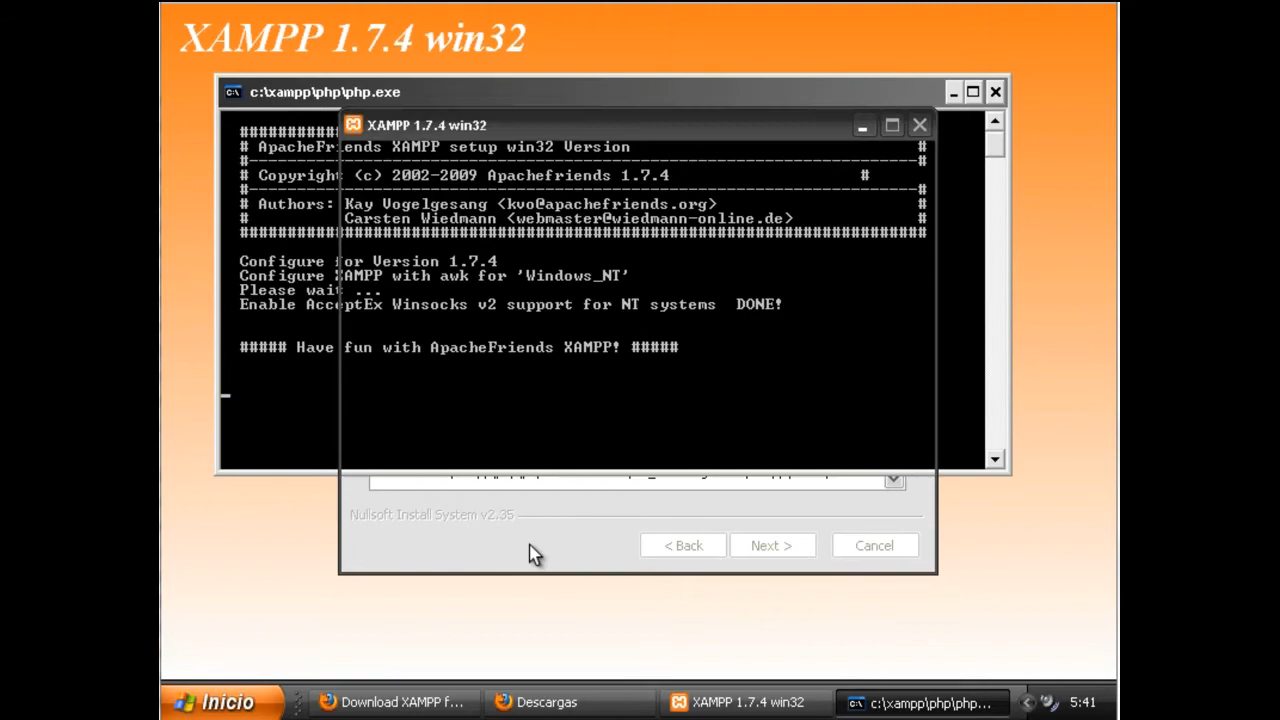 XAMPP 1.7.4 win32
c:\xampp\php\php.exe
XAMPP 1.7.4 win32
###########
# ApacheFriends XAMPP setup win32 Version #
#----------------------------------------------------------------------#
# Copyright (c) 2002-2009 Apachefriends 1.7.4 #
#----------------------------------------------------------------------#
# Authors: Kay Vogelgesang <kvo@apachefriends.org> #
# Carsten Wiedmann <webmaster@wiedmann-online.de> #
########################################################################
Configure for Version 1.7.4
Configure XAMPP with awk for 'Windows_NT'
Please wait ...
Enable AcceptEx Winsocks v2 support for NT systems DONE!
##### Have fun with ApacheFriends XAMPP! #####
Nullsoft Install System v2.35
< Back Next > Cancel
Inicio Download XAMPP f... Descargas XAMPP 1.7.4 win32 c:\xampp\php\php... 5:41